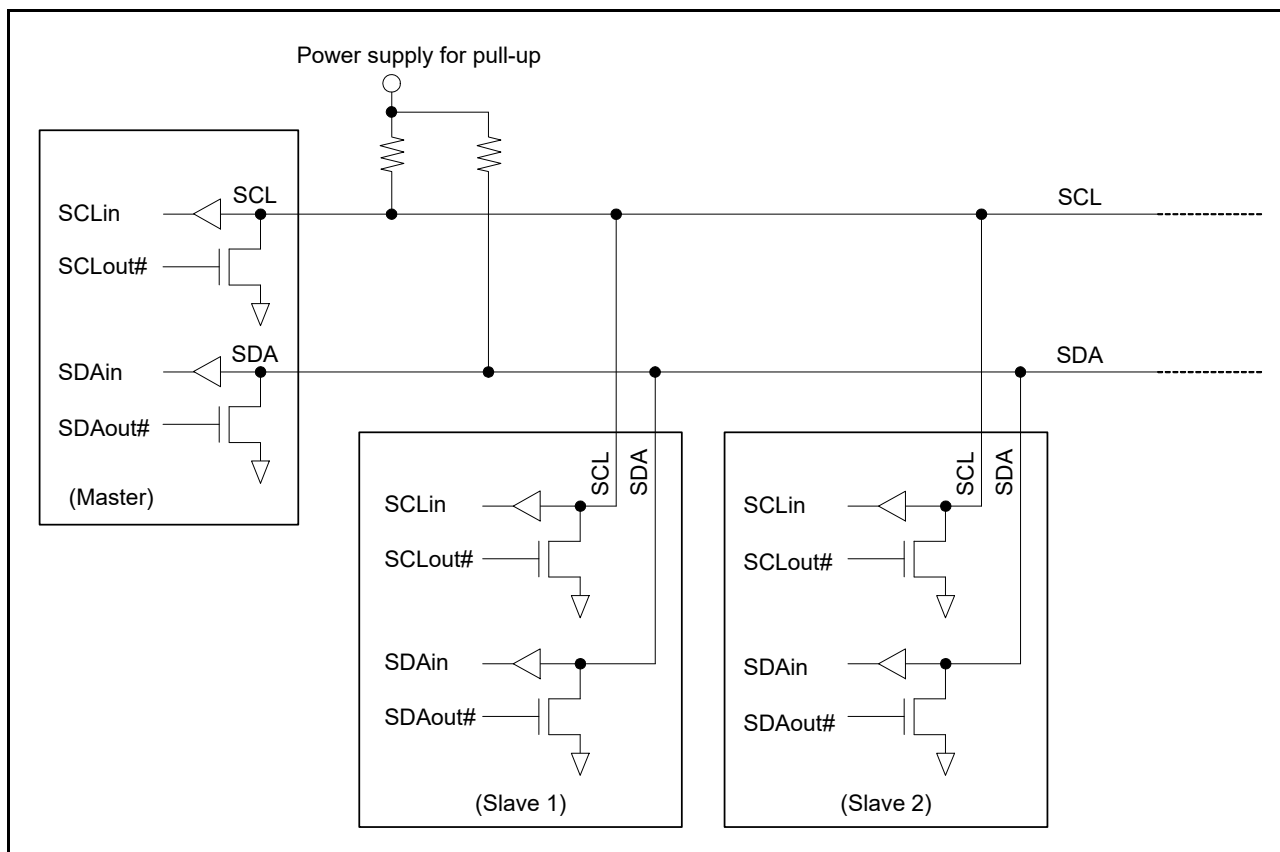 Power supply for pull-up
SCL
SCLin
SCLout#
SDA
SDAin
SDAout#
(Master)
SCL
SDA
SCL
SDA
SCLin
SCLout#
SDAin
SDAout#
(Slave 1)
SCL
SDA
SCLin
SCLout#
SDAin
SDAout#
(Slave 2)